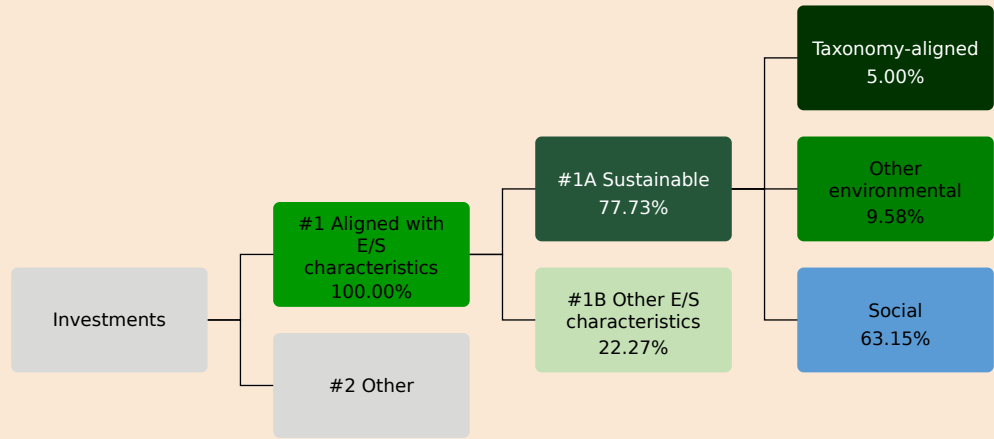 Investments
#1 Aligned with
E/S
characteristics
100.00%
#2 Other
#1A Sustainable
77.73%
#1B Other E/S
characteristics
22.27%
Taxonomy-aligned
5.00%
Other
environmental
9.58%
Social
63.15%